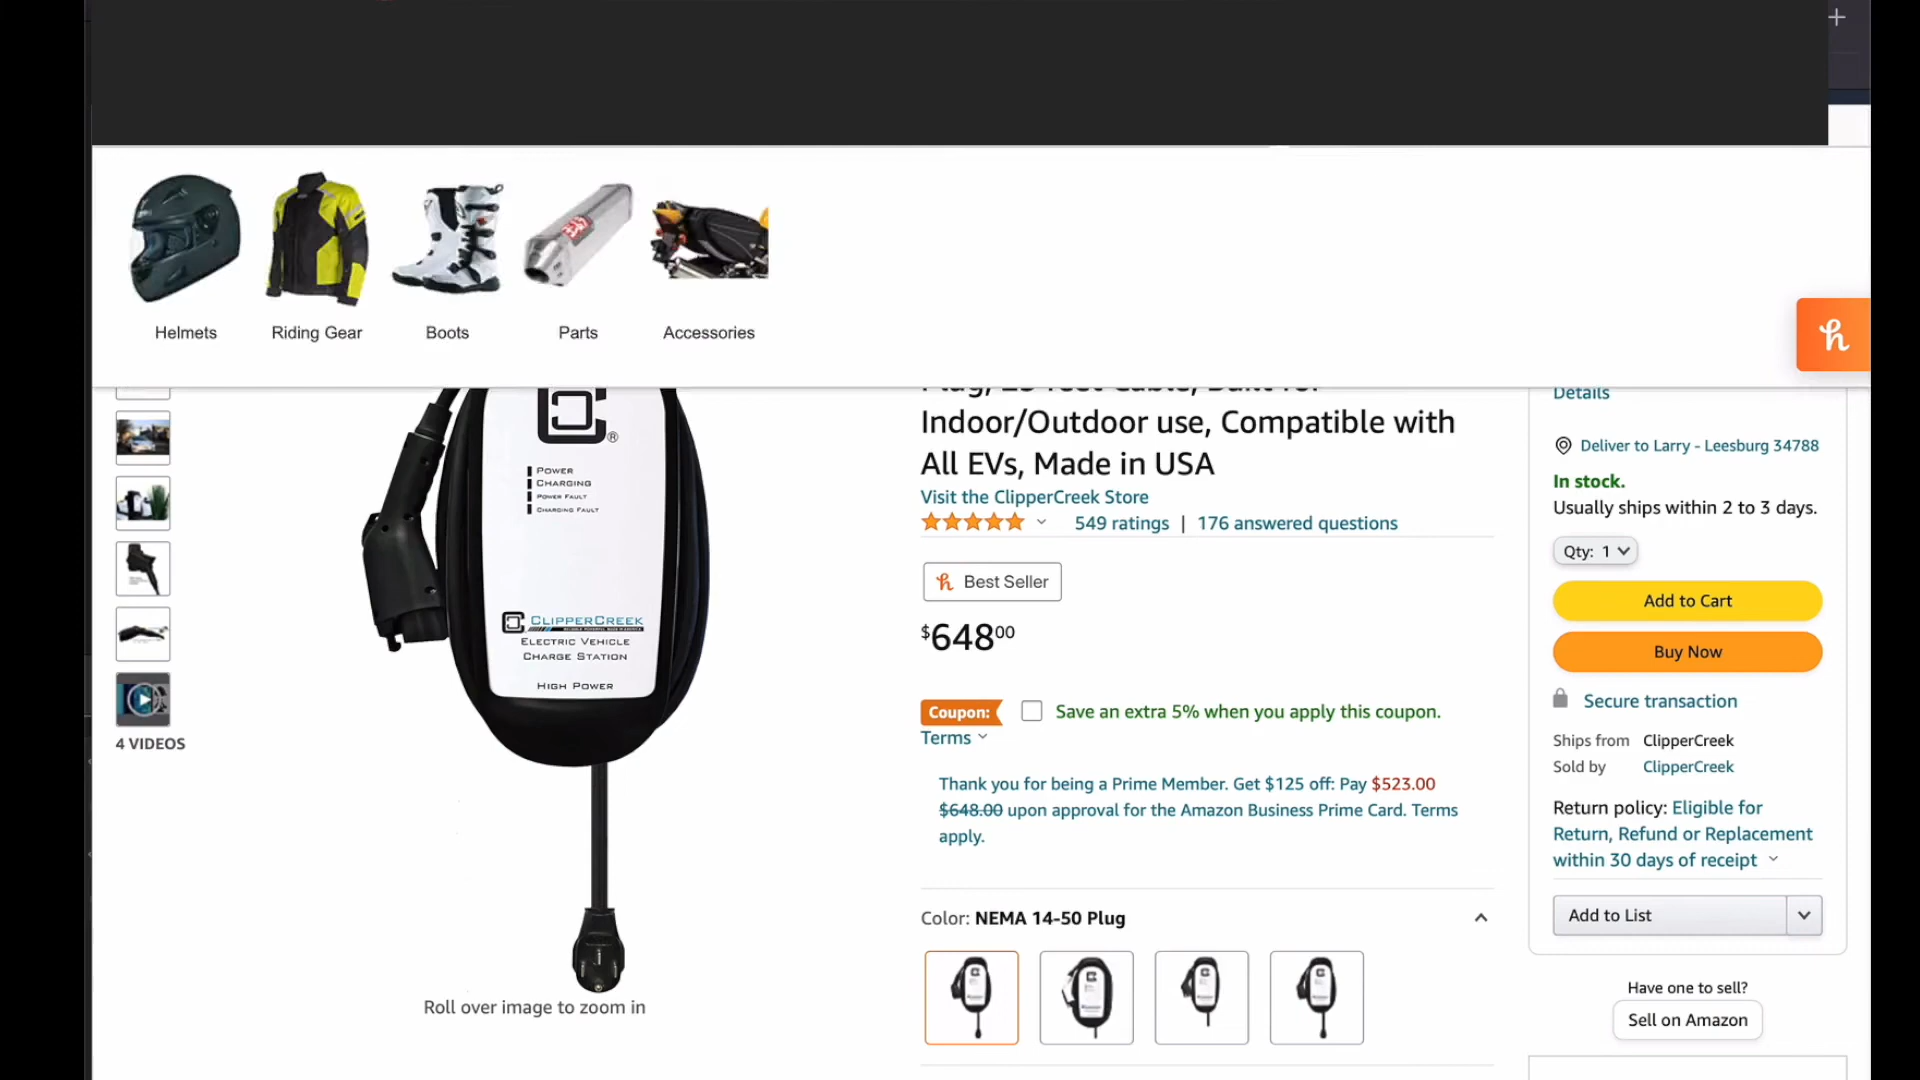 Helmets
Riding Gear
Boots
Parts
Accessories
Indoor/Outdoor use, Compatible with
All EVs, Made in USA
Visit the ClipperCreek Store
549 ratings | 176 answered questions
Best Seller
$64800
Coupon: Save an extra 5% when you apply this coupon.
Terms
Thank you for being a Prime Member. Get $125 off: Pay $523.00
$648.00 upon approval for the Amazon Business Prime Card. Terms
apply.
Color: NEMA 14-50 Plug
POWER
CHARGING
POWER FAULT
CHARGING FAULT
CLIPPERCREEK
ELECTRIC VEHICLE
CHARGE STATION
HIGH POWER
4 VIDEOS
Roll over image to zoom in
Details
Deliver to Larry - Leesburg 34788
In stock.
Usually ships within 2 to 3 days.
Qty: 1
Add to Cart
Buy Now
Secure transaction
Ships from ClipperCreek
Sold by ClipperCreek
Return policy: Eligible for
Return, Refund or Replacement
within 30 days of receipt
Add to List
Have one to sell?
Sell on Amazon